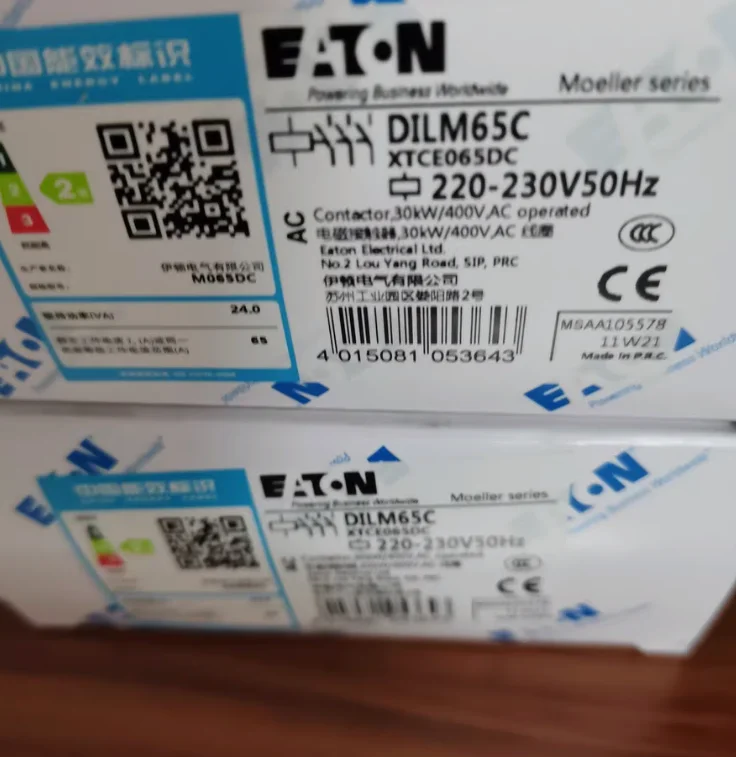 中国能效标识
CHINA ENERGY LABEL
1
2
3
2级
伊顿电气有限公司
M065DC
24.0
65
EATON
Powering Business Worldwide
Moeller series
DILM65C
XTCE065DC
220-230V50Hz
AC
Contactor,30kW/400V,AC operated
电磁接触器,30kW/400V,AC 线圈
Eaton Electrical Ltd.
No.2 Lou Yang Road, SIP, PRC
伊顿电气有限公司
苏州工业园区娄阳路2号
4 015081 053643
CCC
CE
MSAA105578
11W21
Made in P.R.C.
中国能效标识
EATON
Powering Business Worldwide
Moeller series
DILM65C
XTCE065DC
220-230V50Hz
AC
CE